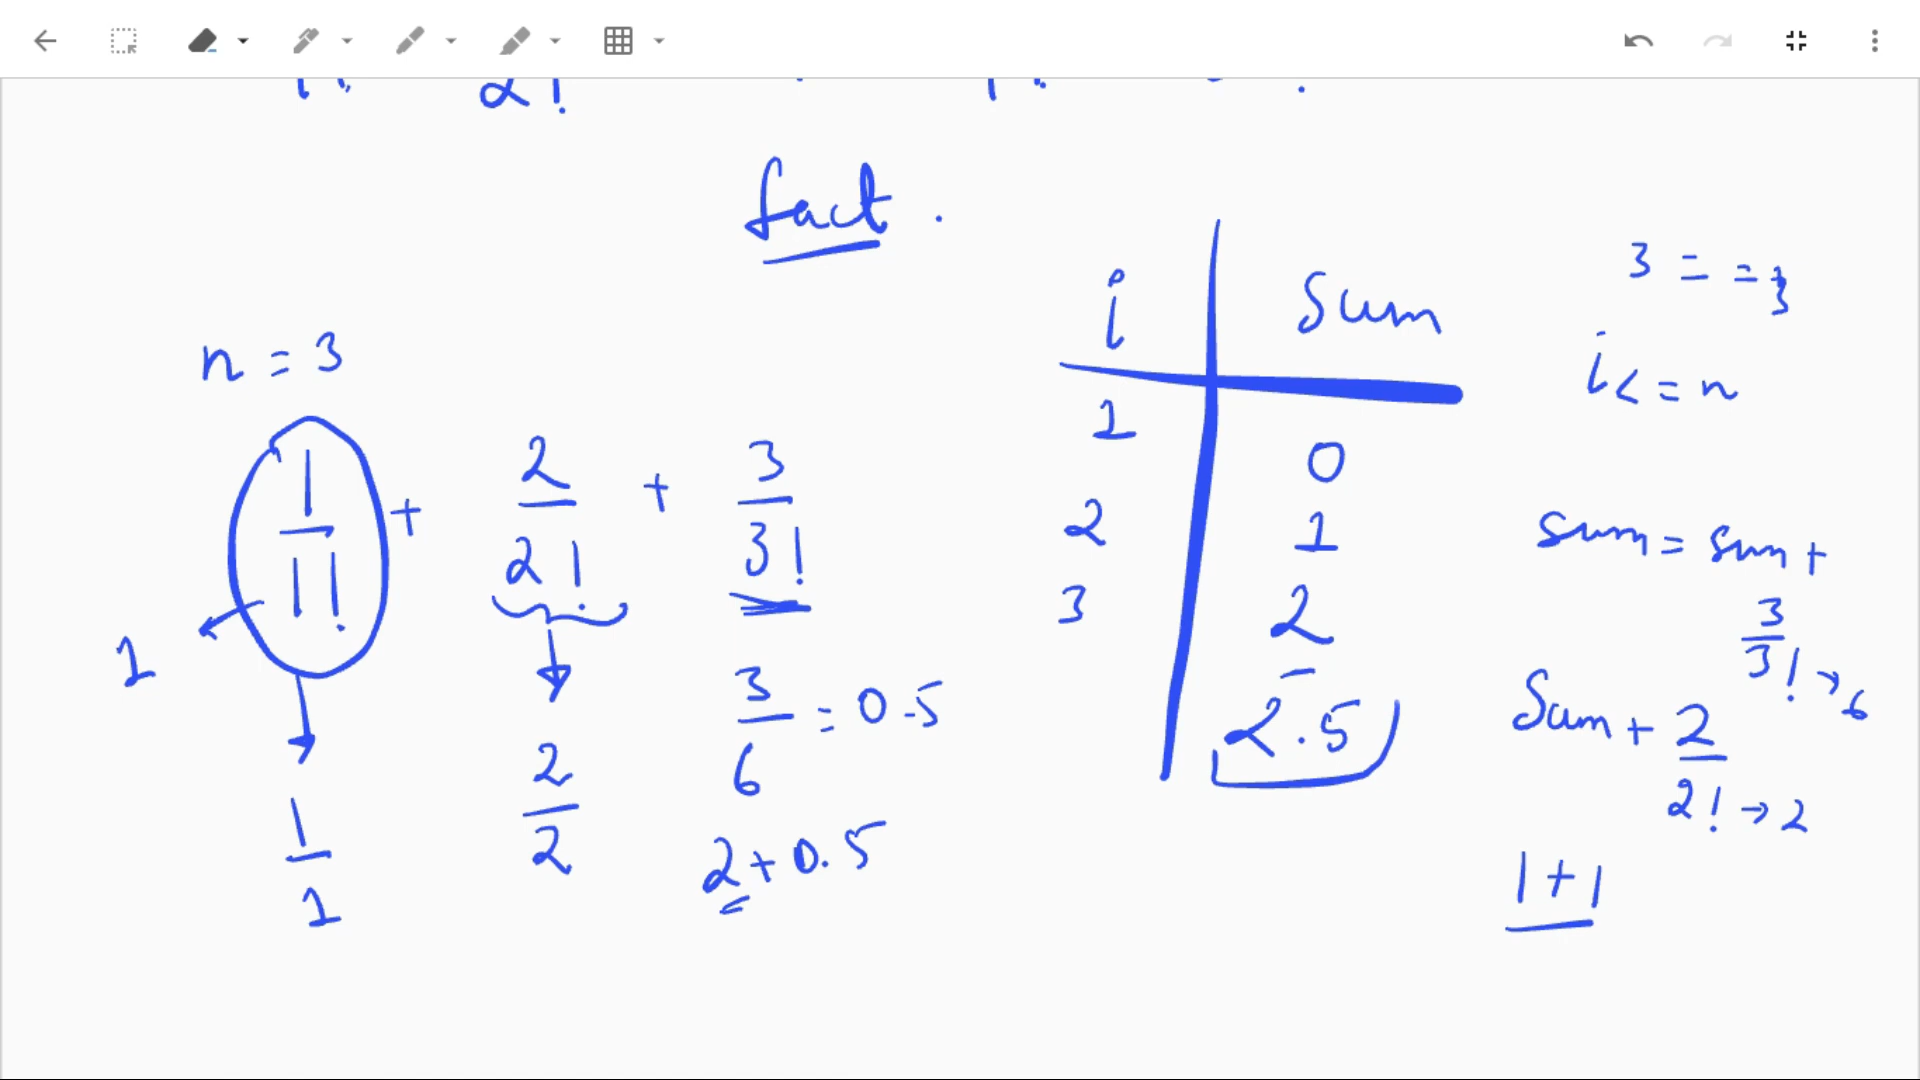 2!
fact .
i sum
3 = = 3
n = 3
i <= n
1 0
1/1! + 2/2! + 3/3!
2 1
sum = sum +
3/3! → 6
3 2
1
2.5
3/6 = 0.5
Sum + 2/2! → 2
2/2
1/1
2 + 0.5
1 + 1